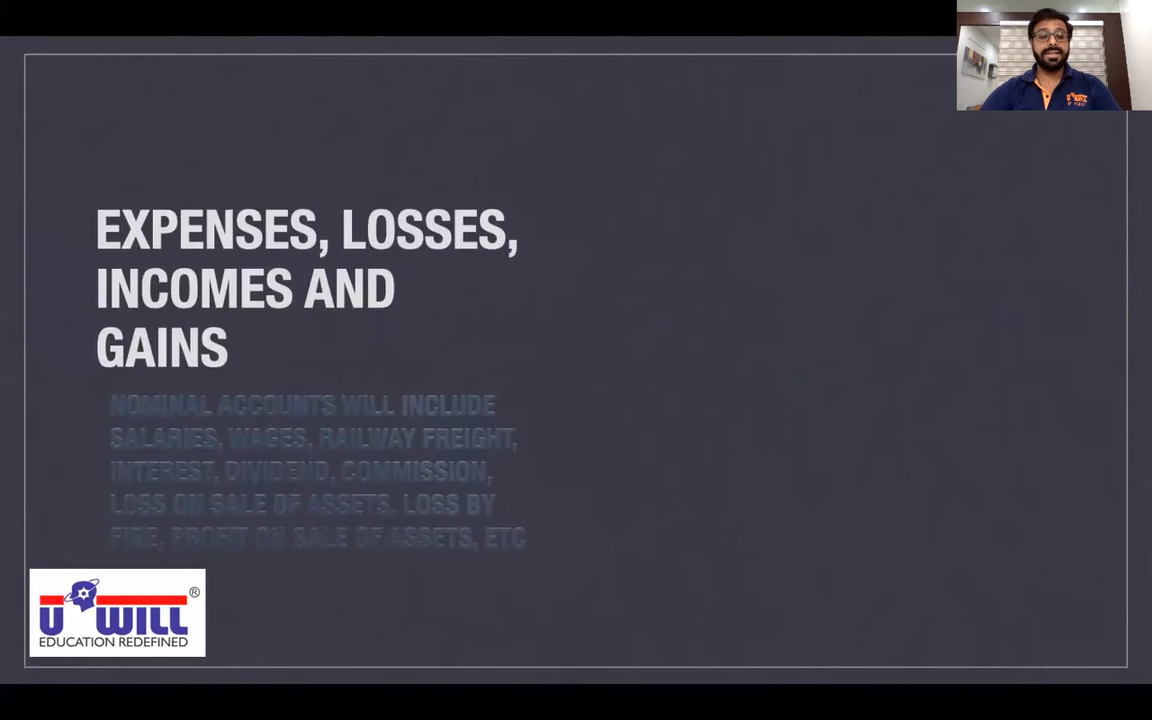 EXPENSES, LOSSES,
INCOMES AND
GAINS
NOMINAL ACCOUNTS WILL INCLUDE
SALARIES, WAGES, RAILWAY FREIGHT,
INTEREST, DIVIDEND, COMMISSION,
LOSS ON SALE OF ASSETS, LOSS BY
FIRE, PROFIT ON SALE OF ASSETS, ETC
U WILL ®
EDUCATION REDEFINED